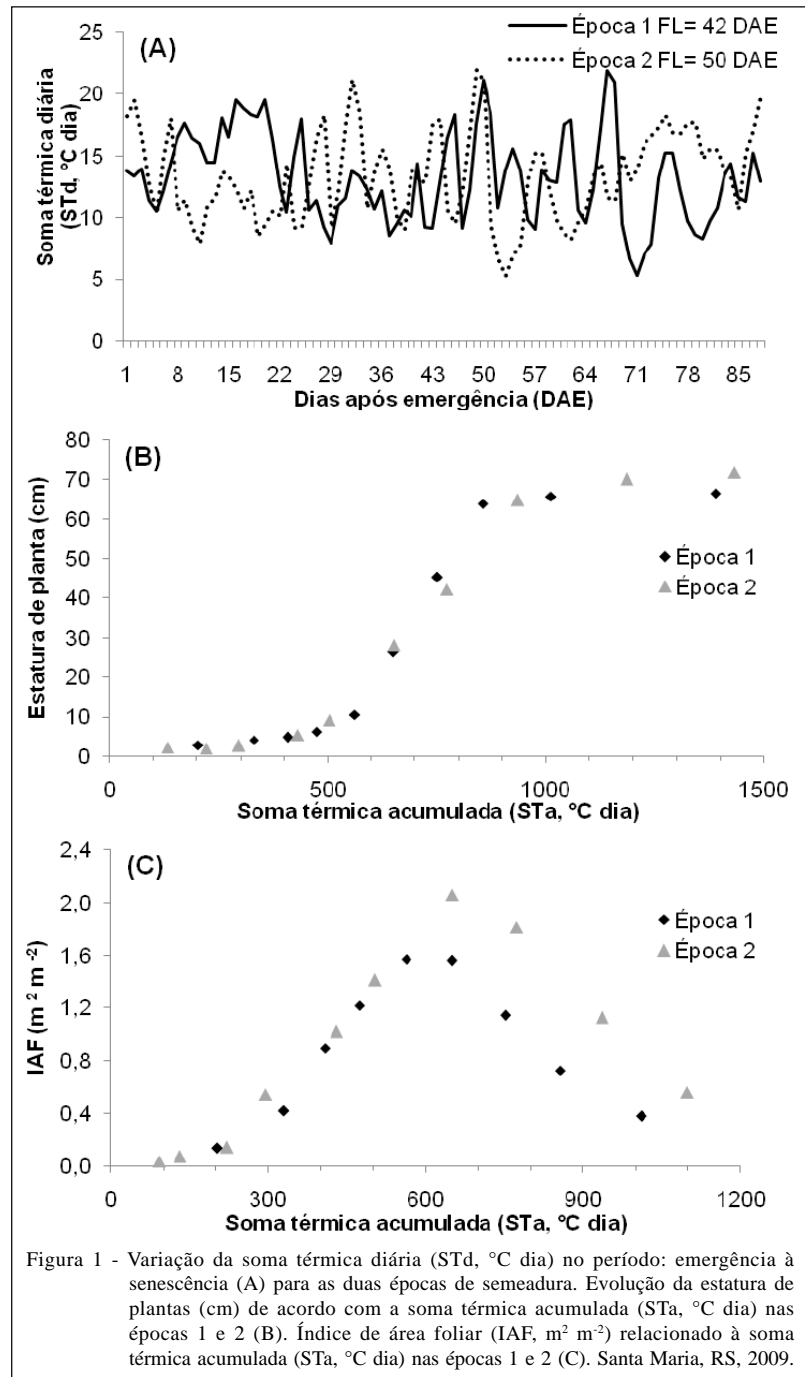 (A)
Época 1 FL= 42 DAE
Época 2 FL= 50 DAE
Soma térmica diária
(STd, °C dia)
25
20
15
10
5
0
1 8 15 22 29 36 43 50 57 64 71 78 85
Dias após emergência (DAE)
(B)
Estatura de planta (cm)
80
70
60
50
40
30
20
10
0
Época 1
Época 2
0 500 1000 1500
Soma térmica acumulada (STa, °C dia)
(C)
IAF (m ² m-²)
2,4
2,0
1,6
1,2
0,8
0,4
0,0
Época 1
Época 2
0 300 600 900 1200
Soma térmica acumulada (STa, °C dia)
Figura 1 - Variação da soma térmica diária (STd, °C dia) no período: emergência à
senescência (A) para as duas épocas de semeadura. Evolução da estatura de
plantas (cm) de acordo com a soma térmica acumulada (STa, °C dia) nas
épocas 1 e 2 (B). Índice de área foliar (IAF, m² m-²) relacionado à soma
térmica acumulada (STa, °C dia) nas épocas 1 e 2 (C). Santa Maria, RS, 2009.